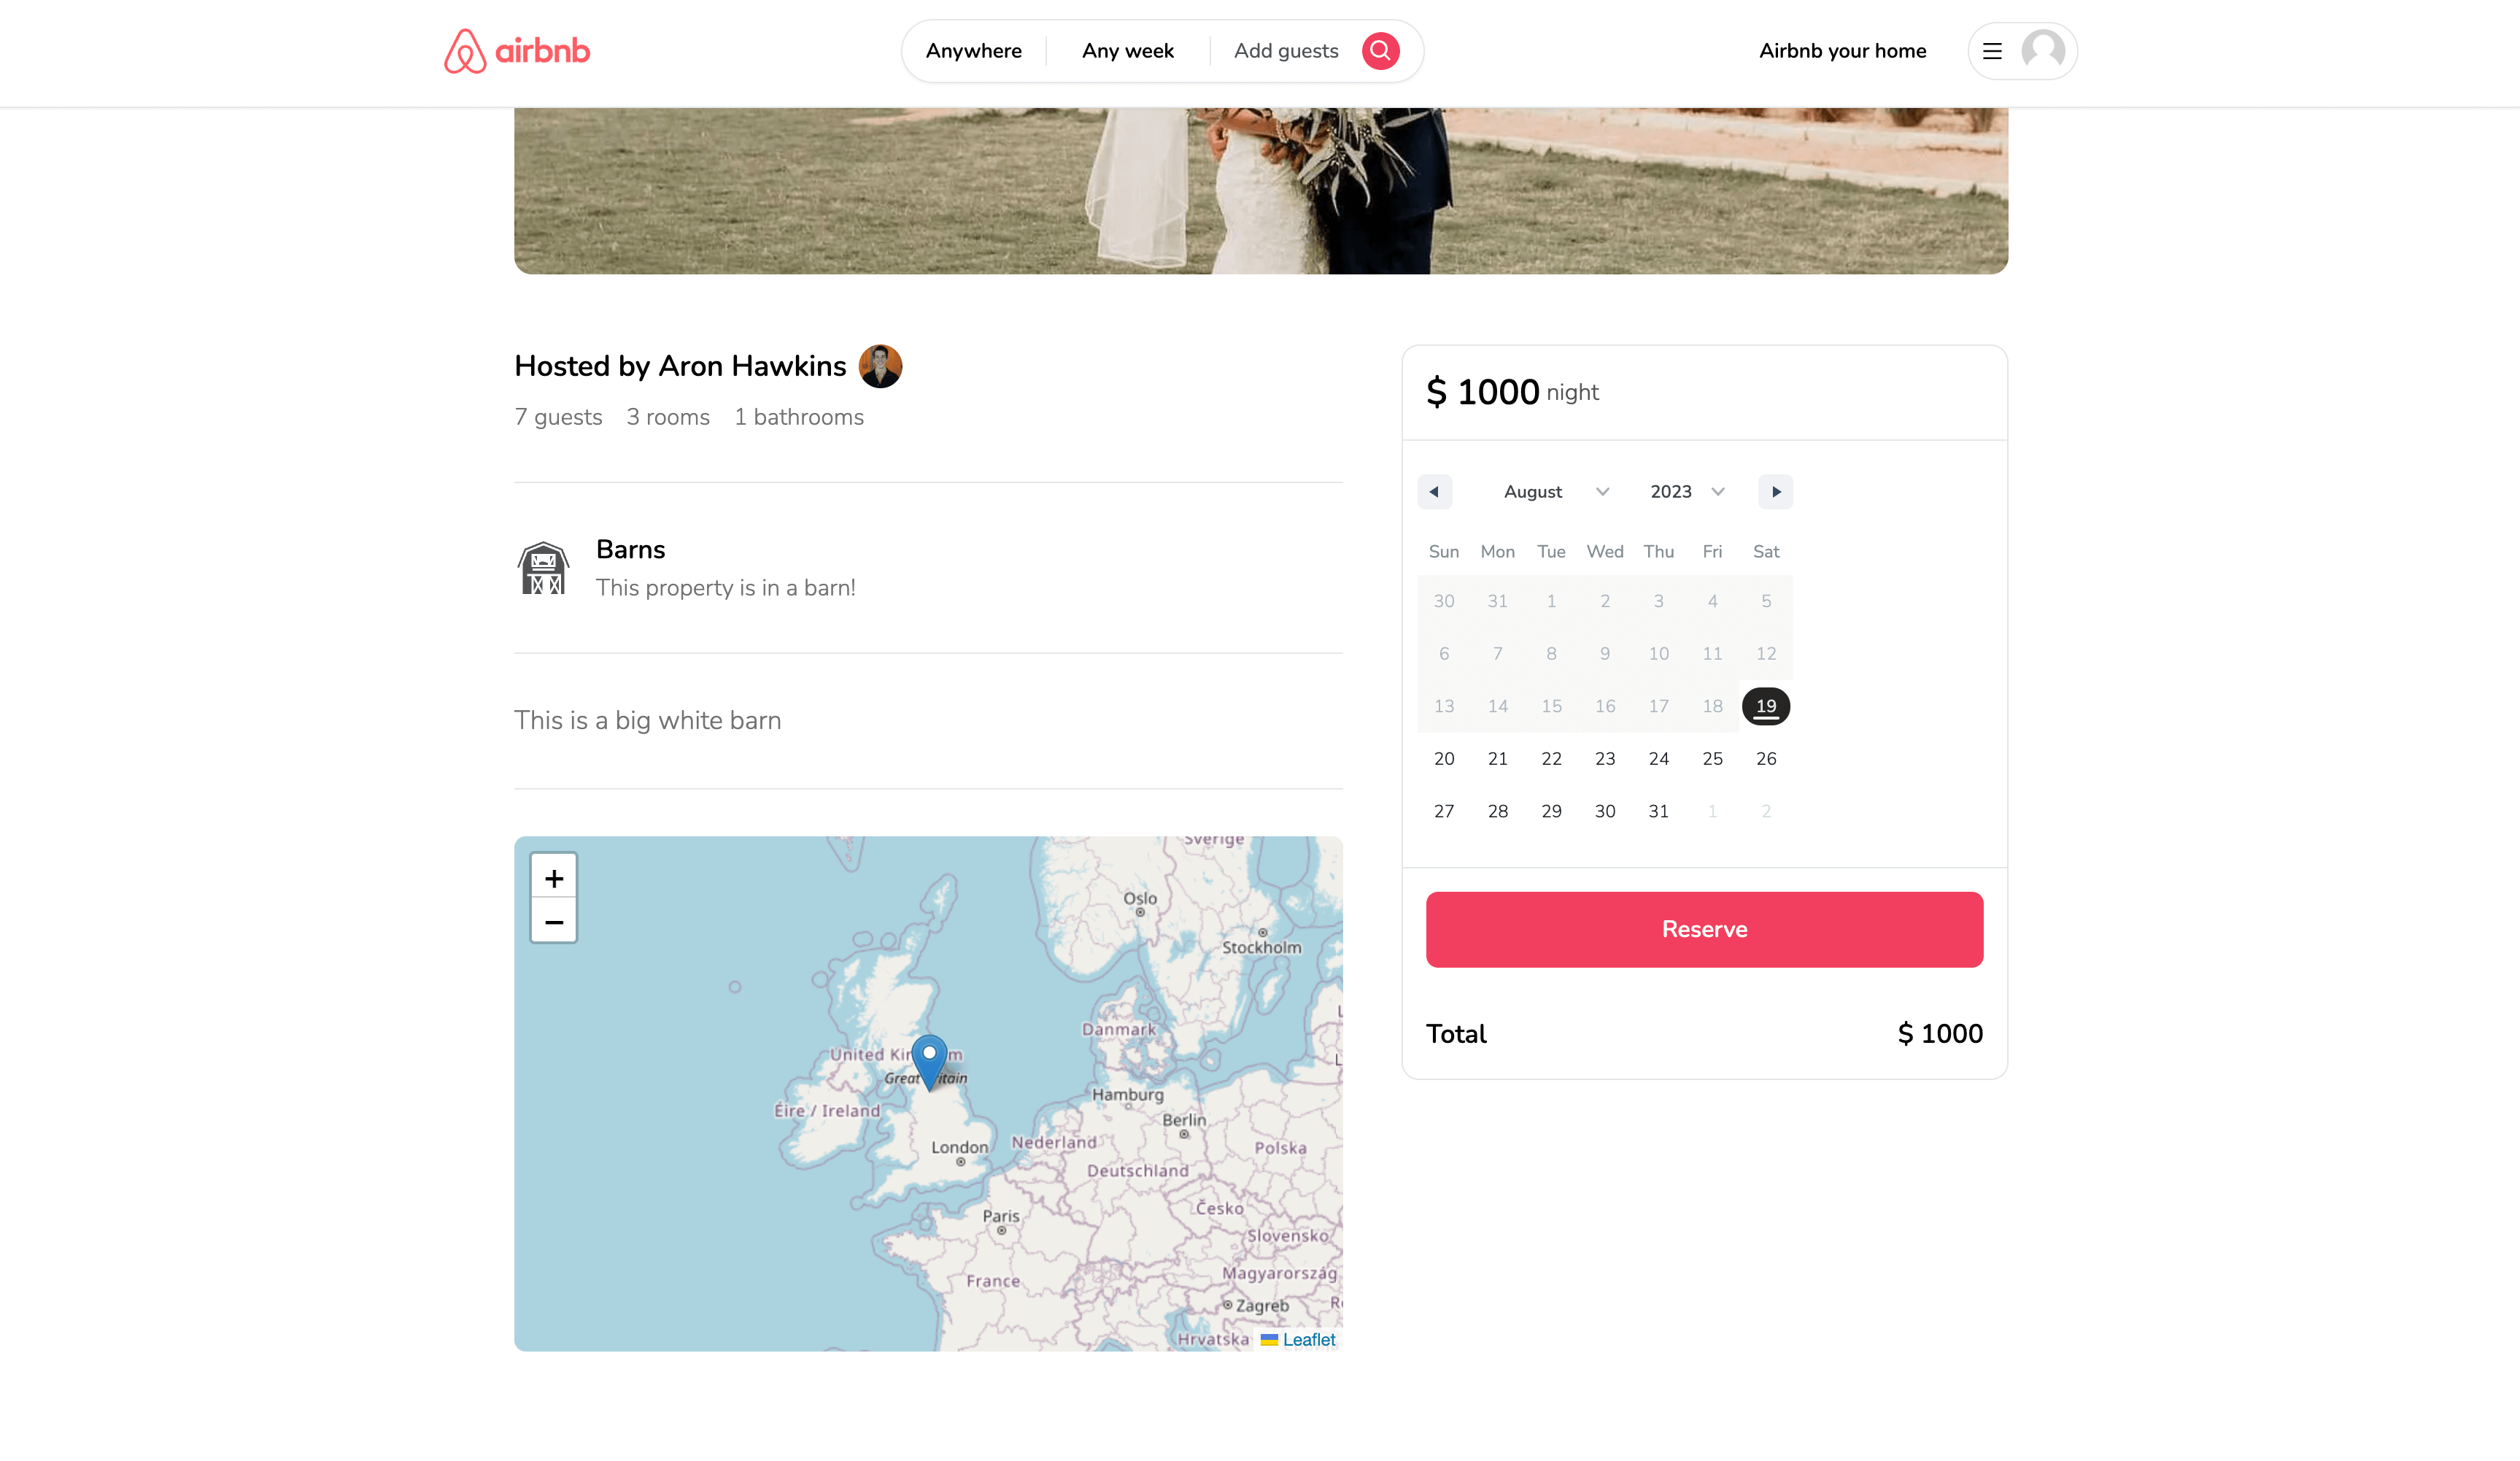 airbnb
Anywhere
Any week
Add guests
Airbnb your home
Hosted by Aron Hawkins
7 guests 3 rooms 1 bathrooms
Barns
This property is in a barn!
This is a big white barn
+
−
Sverige
Oslo
Stockholm
Danmark
Great
Éire / Ireland
Hamburg
Berlin
London
Nederland
Polska
Deutschland
Česko
Paris
Slovensko
France
Magyarország
Zagreb
Hrvatska
Leaflet
$ 1000 night
August 2023
Sun Mon Tue Wed Thu Fri Sat
30 31 1 2 3 4 5
6 7 8 9 10 11 12
13 14 15 16 17 18 19
20 21 22 23 24 25 26
27 28 29 30 31 1 2
Reserve
Total $ 1000